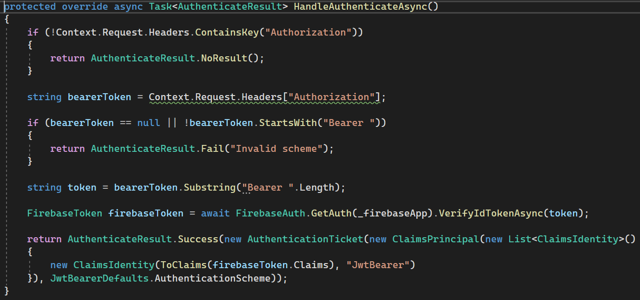 protected override async Task<AuthenticateResult> HandleAuthenticateAsync()
{
if (!Context.Request.Headers.ContainsKey("Authorization"))
{
return AuthenticateResult.NoResult();
}
string bearerToken = Context.Request.Headers["Authorization"];
if (bearerToken == null || !bearerToken.StartsWith("Bearer "))
{
return AuthenticateResult.Fail("Invalid scheme");
}
string token = bearerToken.Substring("Bearer ".Length);
FirebaseToken firebaseToken = await FirebaseAuth.GetAuth(_firebaseApp).VerifyIdTokenAsync(token);
return AuthenticateResult.Success(new AuthenticationTicket(new ClaimsPrincipal(new List<ClaimsIdentity>()
{
new ClaimsIdentity(ToClaims(firebaseToken.Claims), "JwtBearer")
}), JwtBearerDefaults.AuthenticationScheme));
}